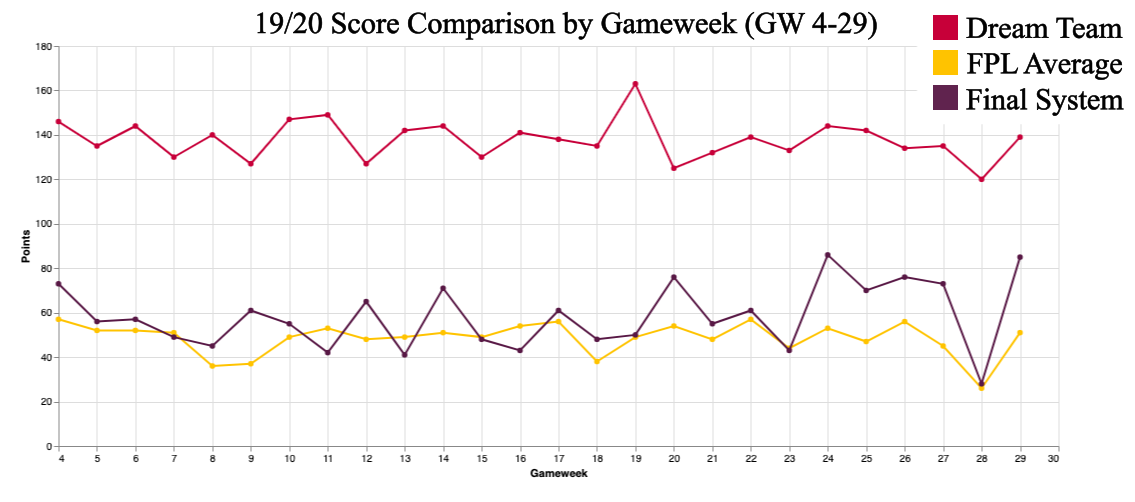 19/20 Score Comparison by Gameweek (GW 4-29)
Dream Team
FPL Average
Final System
180
160
140
120
100
80
60
40
20
0
Points
4 5 6 7 8 9 10 11 12 13 14 15 16 17 18 19 20 21 22 23 24 25 26 27 28 29 30
Gameweek